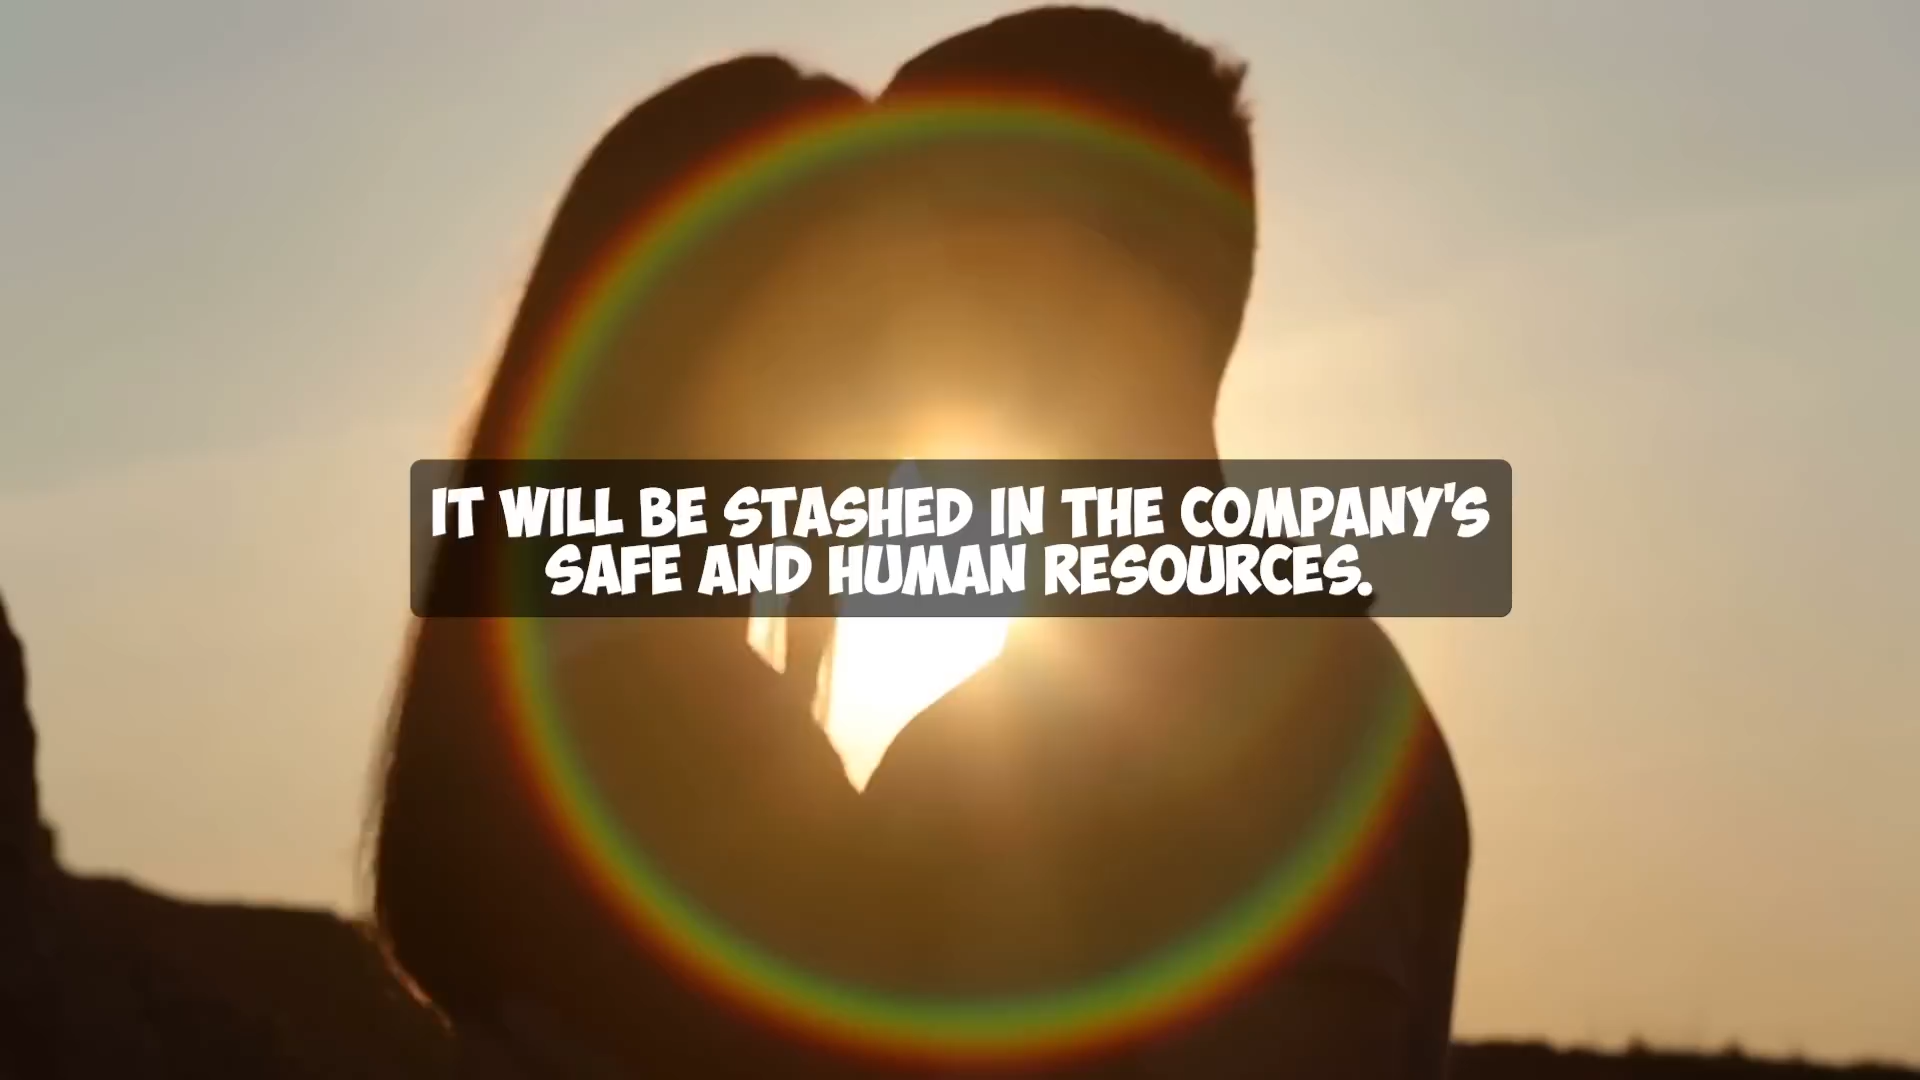 IT WILL BE STASHED IN THE COMPANY'S
SAFE AND HUMAN RESOURCES.